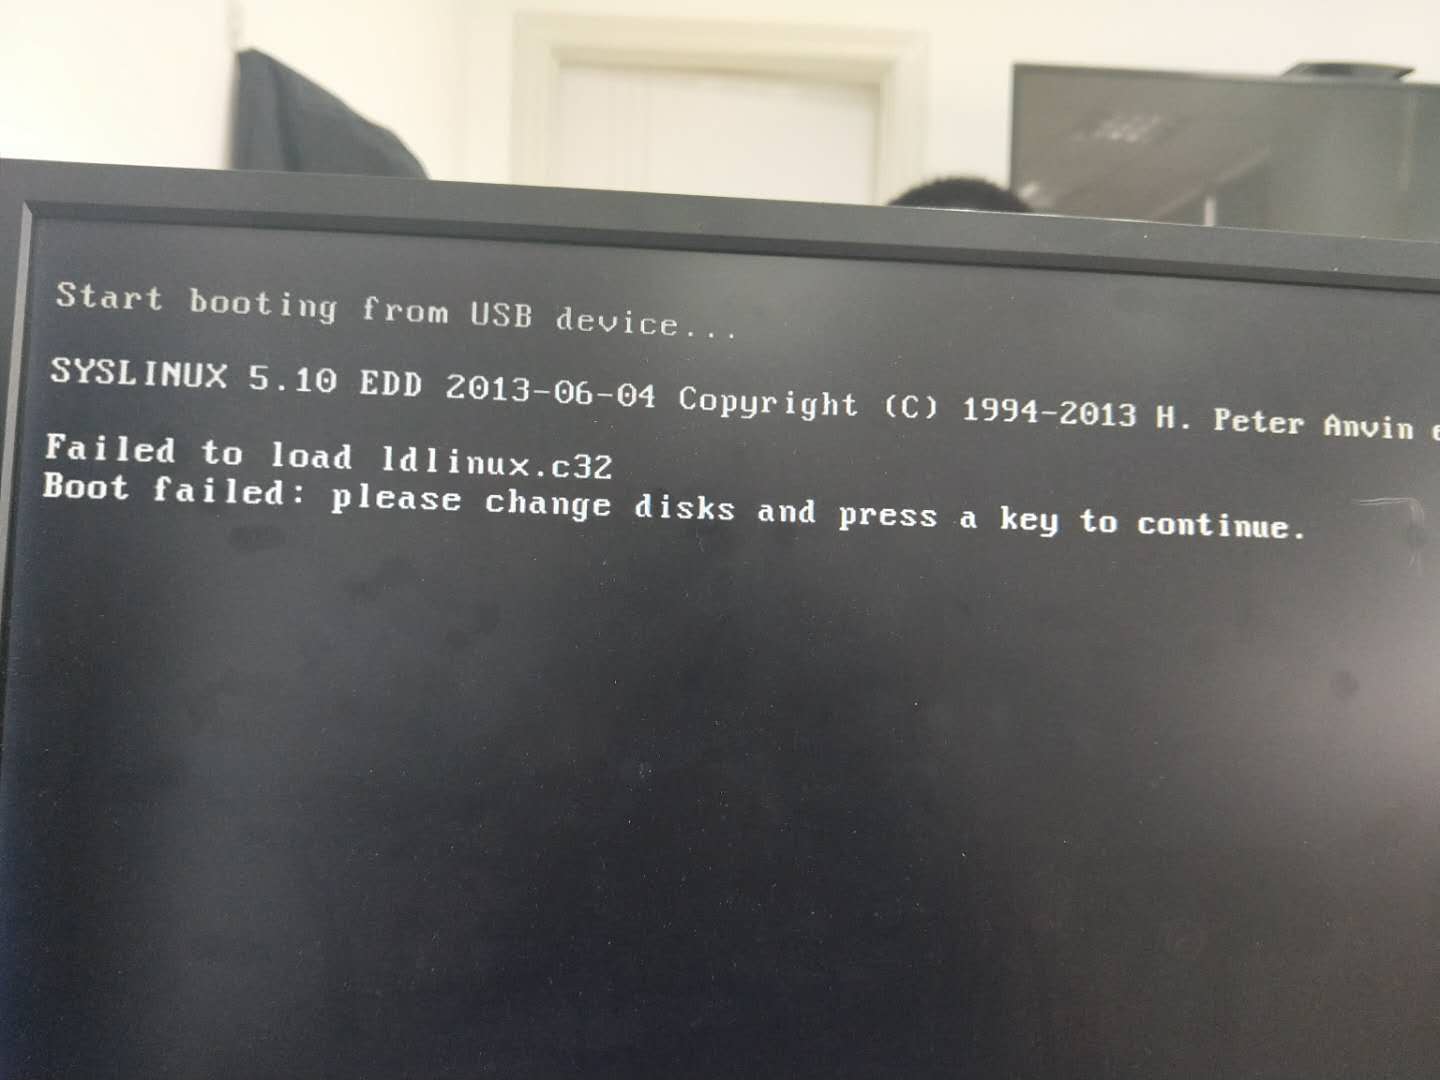 Start booting from USB device...
SYSLINUX 5.10 EDD 2013-06-04 Copyright (C) 1994-2013 H. Peter Anvin e
Failed to load ldlinux.c32
Boot failed: please change disks and press a key to continue.